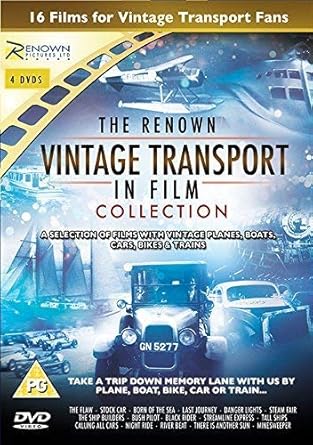 16 Films for Vintage Transport Fans
RENOWN
PICTURES LTD
4 DVDS
THE RENOWN
VINTAGE TRANSPORT
IN FILM
COLLECTION
A SELECTION OF FILMS WITH VINTAGE PLANES, BOATS,
CARS, BIKES & TRAINS
GN 5277
TAKE A TRIP DOWN MEMORY LANE WITH US BY
PLANE, BOAT, BIKE, CAR OR TRAIN...
PG
DVD
VIDEO
THE FLAW - STOCK CAR - BORN OF THE SEA - LAST JOURNEY - DANGER LIGHTS - STEAM FAIR
THE SHIP BUILDERS - BUSH PILOT - BLACK RIDER - STREAMLINE EXPRESS - TALL SHIPS
CALLING ALL CARS - NIGHT RIDE - RIVER BEAT - THERE IS ANOTHER SUN - MINESWEEPER